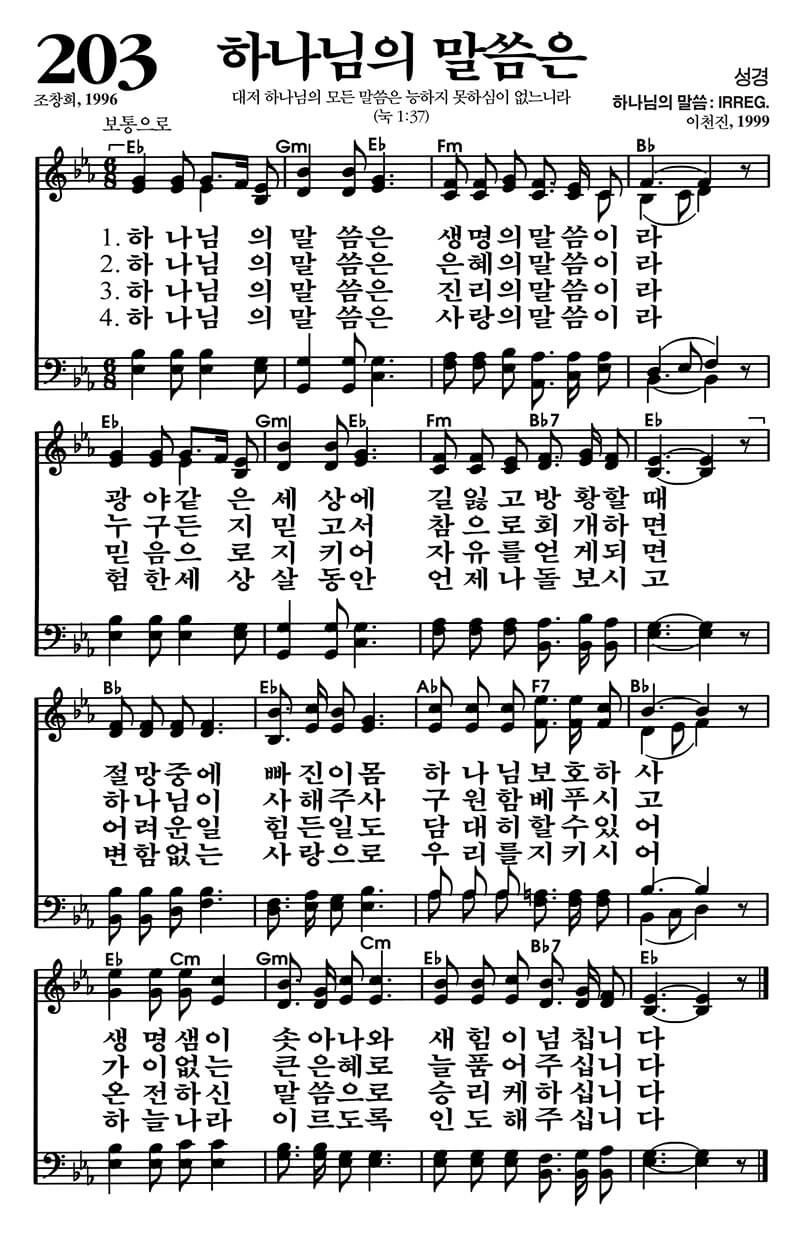 203 하나님의 말씀은
성경
조창희, 1996
대저 하나님의 모든 말씀은 능하지 못하심이 없느니라
하나님의 말씀 : IRREG.
(눅 1:37)
이천진, 1999
보통으로
E♭ Gm E♭ Fm B♭
6/8
1. 하 나 님 의 말 씀 은 생 명 의 말 씀 이 라
2. 하 나 님 의 말 씀 은 은 혜 의 말 씀 이 라
3. 하 나 님 의 말 씀 은 진 리 의 말 씀 이 라
4. 하 나 님 의 말 씀 은 사 랑 의 말 씀 이 라
6/8
E♭ Gm E♭ Fm B♭7 E♭
광 야 같 은 세 상 에 길 잃 고 방 황 할 때
누 구 든 지 믿 고 서 참 으 로 회 개 하 면
믿 음 으 로 지 키 어 자 유 를 얻 게 되 면
험 한 세 상 살 동 안 언 제 나 돌 보 시 고
B♭ E♭ A♭ F7 B♭
절 망 중 에 빠 진 이 몸 하 나 님 보 호 하 사
하 나 님 이 사 해 주 사 구 원 함 베 푸 시 고
어 려 운 일 힘 든 일 도 담 대 히 할 수 있 어
변 함 없 는 사 랑 으 로 우 리 를 지 키 시 어
E♭ Cm Gm Cm E♭ B♭7 E♭
생 명 샘 이 솟 아 나 와 새 힘 이 넘 칩 니 다
가 이 없 는 큰 은 혜 로 늘 품 어 주 십 니 다
온 전 하 신 말 씀 으 로 승 리 케 하 십 니 다
하 늘 나 라 이 르 도 록 인 도 해 주 십 니 다